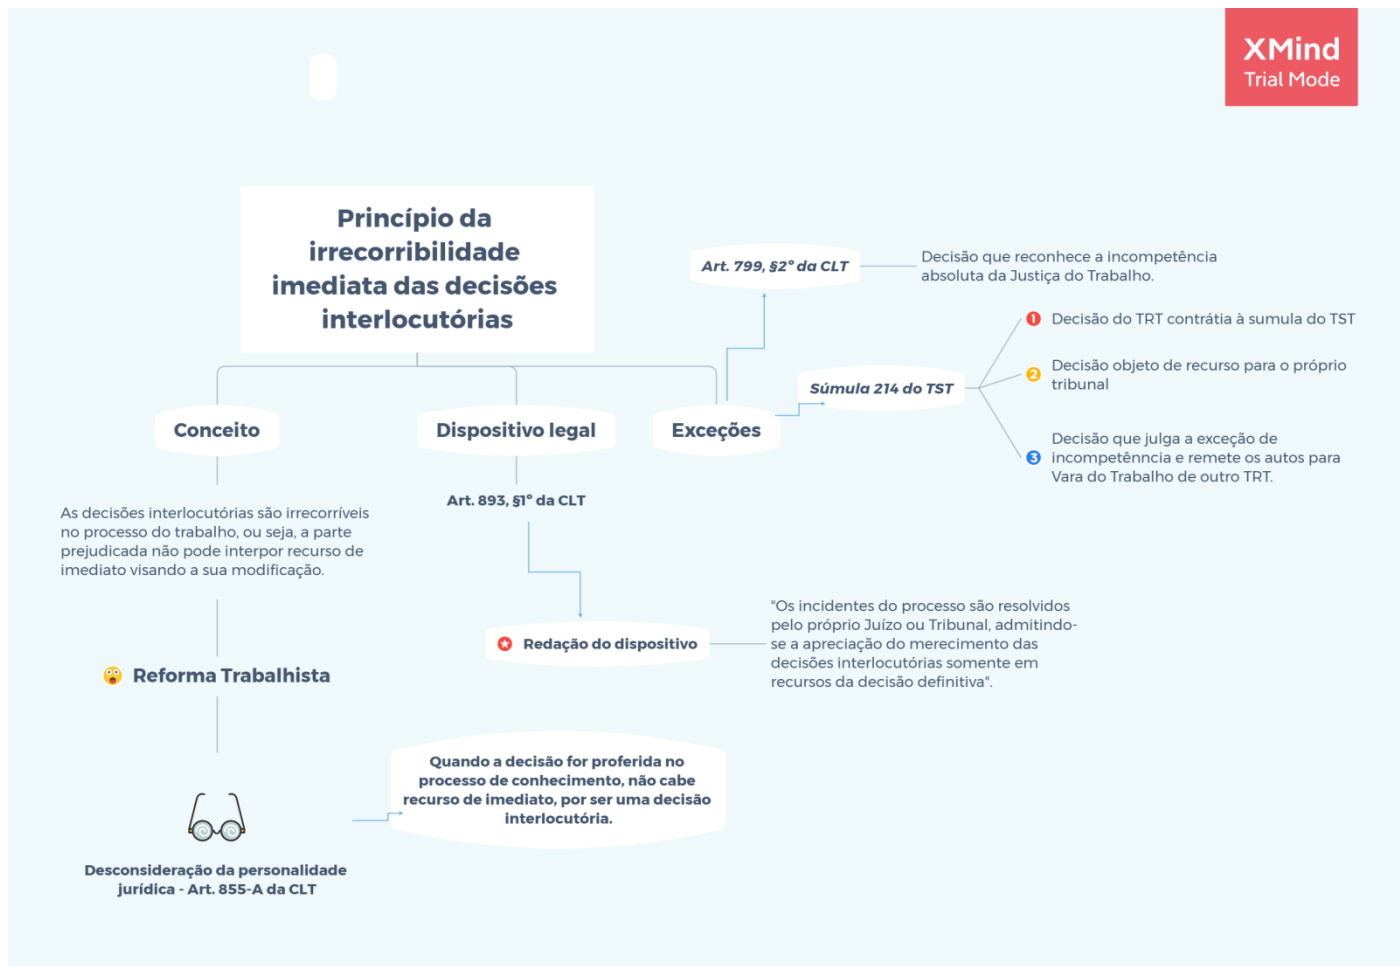 XMind
Trial Mode
Princípio da
irrecorribilidade
imediata das decisões
interlocutórias
Art. 799, §2º da CLT
Decisão que reconhece a incompetência
absoluta da Justiça do Trabalho.
1 Decisão do TRT contrátia à sumula do TST
Súmula 214 do TST
2 Decisão objeto de recurso para o próprio
tribunal
3 Decisão que julga a exceção de
incompetênncia e remete os autos para
Vara do Trabalho de outro TRT.
Conceito
Dispositivo legal
Exceções
Art. 893, §1º da CLT
As decisões interlocutórias são irrecorríveis
no processo do trabalho, ou seja, a parte
prejudicada não pode interpor recurso de
imediato visando a sua modificação.
Redação do dispositivo
"Os incidentes do processo são resolvidos
pelo próprio Juízo ou Tribunal, admitindo-
se a apreciação do merecimento das
decisões interlocutórias somente em
recursos da decisão definitiva".
Reforma Trabalhista
Quando a decisão for proferida no
processo de conhecimento, não cabe
recurso de imediato, por ser uma decisão
interlocutória.
Desconsideração da personalidade
jurídica - Art. 855-A da CLT